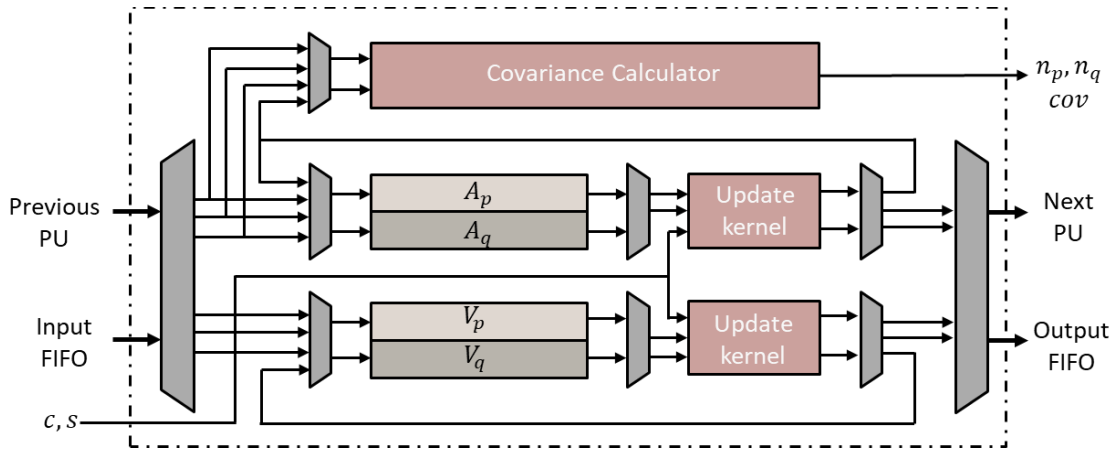 Covariance Calculator
n_p, n_q
cov
Previous
PU
A_p
A_q
Update
kernel
Next
PU
Input
FIFO
V_p
V_q
Update
kernel
Output
FIFO
c, s